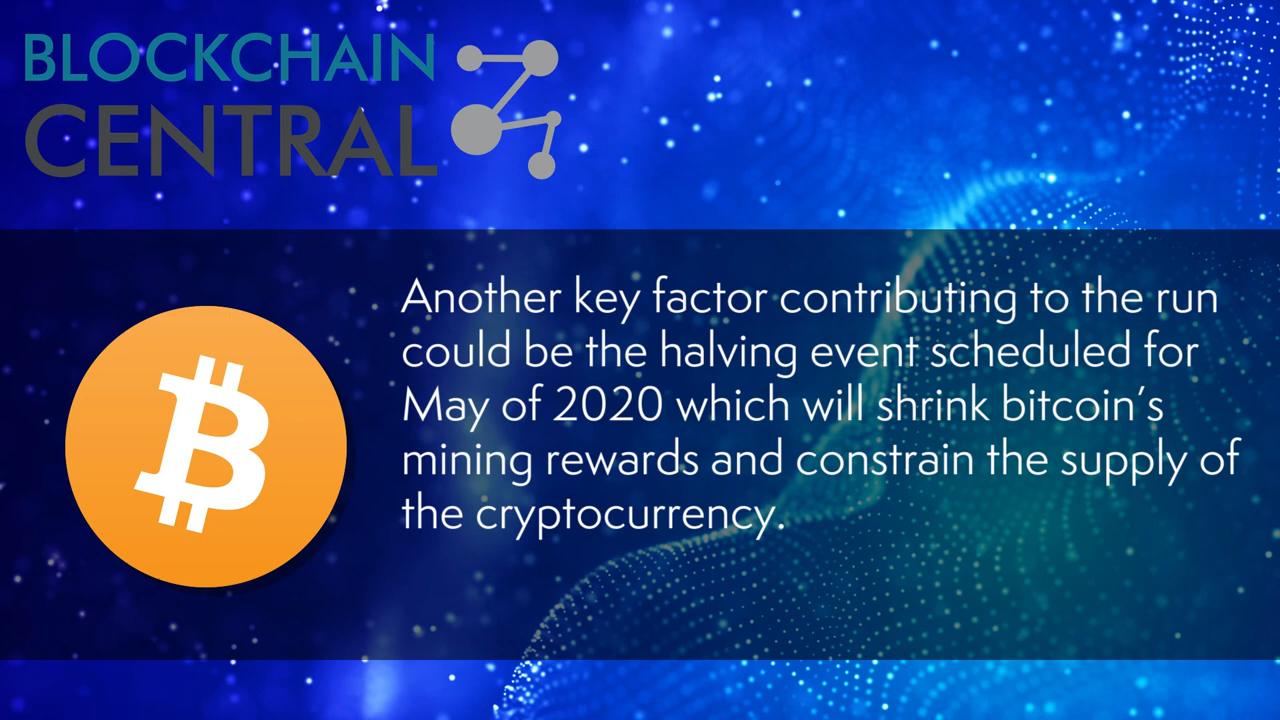 BLOCKCHAIN
CENTRAL
Another key factor contributing to the run
could be the halving event scheduled for
May of 2020 which will shrink bitcoin's
mining rewards and constrain the supply of
the cryptocurrency.